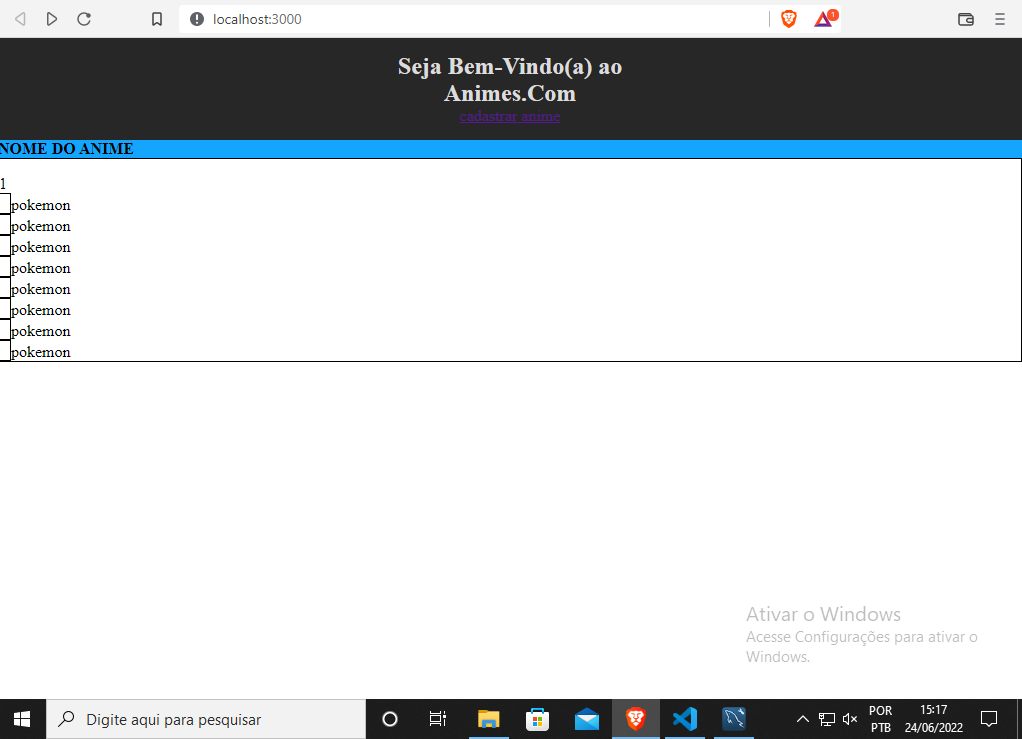 localhost:3000
1
Seja Bem-Vindo(a) ao
Animes.Com
cadastrar anime
NOME DO ANIME
1
pokemon
pokemon
pokemon
pokemon
pokemon
pokemon
pokemon
pokemon
Ativar o Windows
Acesse Configurações para ativar o
Windows.
Digite aqui para pesquisar
POR
PTB
15:17
24/06/2022